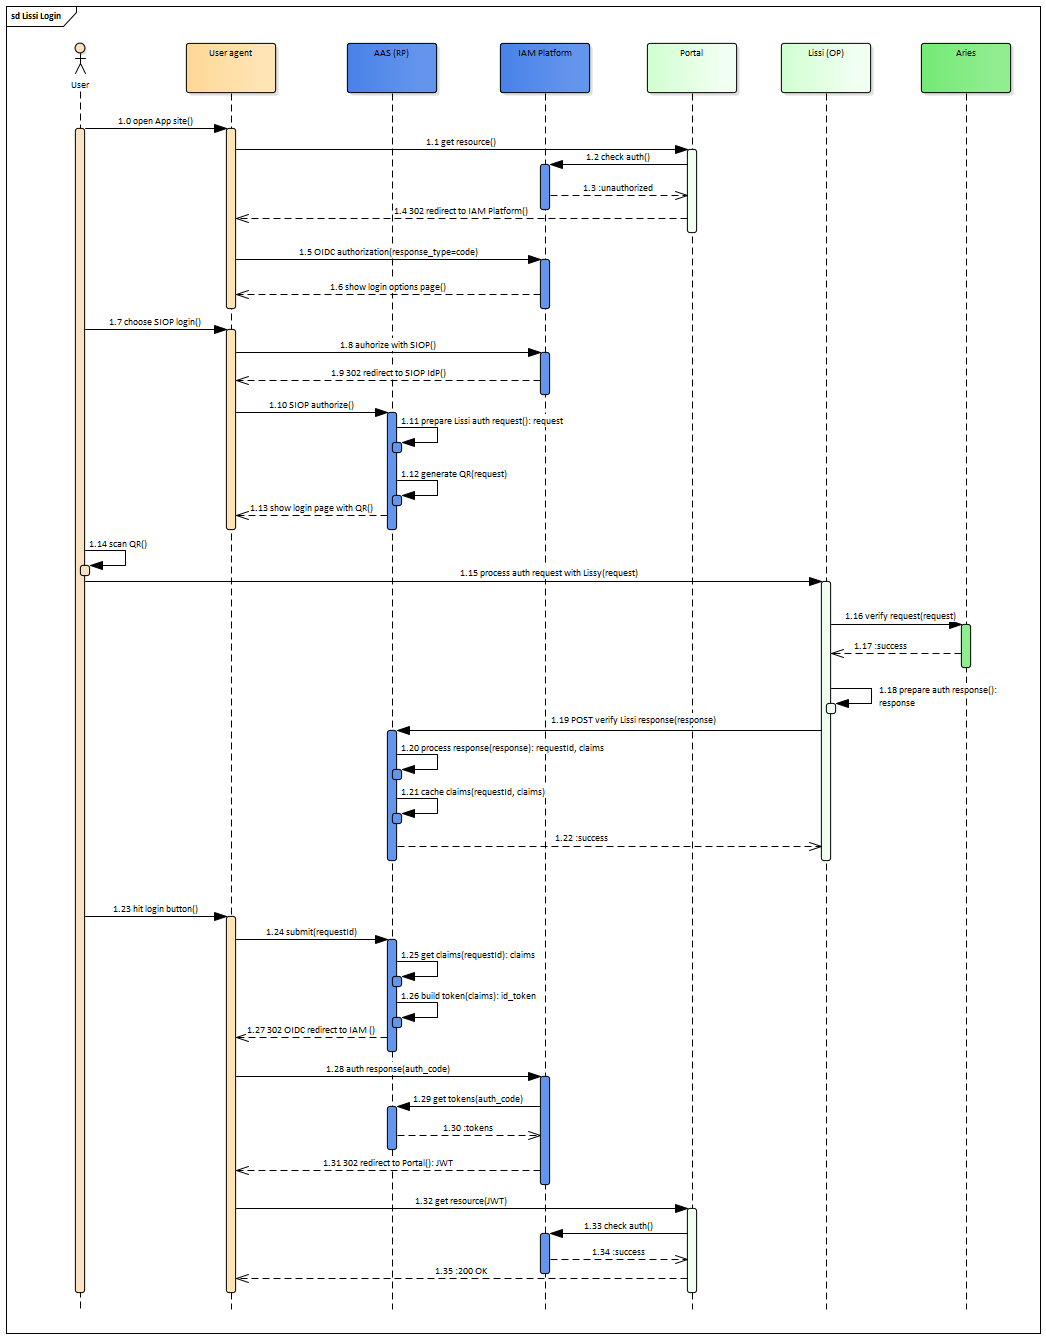 sd Lissi Login
User
User agent
AAS (RP)
IAM Platform
Portal
Lissi (OP)
Aries
1.0 open App site()
1.1 get resource()
1.2 check auth()
1.3 :unauthorized
1.4 302 redirect to IAM Platform()
1.5 OIDC authorization(response_type=code)
1.6 show login options page()
1.7 choose SIOP login()
1.8 auhorize with SIOP()
1.9 302 redirect to SIOP IdP()
1.10 SIOP authorize()
1.11 prepare Lissi auth request(): request
1.12 generate QR(request)
1.13 show login page with QR()
1.14 scan QR()
1.15 process auth request with Lissy(request)
1.16 verify request(request)
1.17 :success
1.18 prepare auth response():
response
1.19 POST verify Lissi response(response)
1.20 process response(response): requestId, claims
1.21 cache claims(requestId, claims)
1.22 :success
1.23 hit login button()
1.24 submit(requestId)
1.25 get claims(requestId): claims
1.26 build token(claims): id_token
1.27 302 OIDC redirect to IAM ()
1.28 auth response(auth_code)
1.29 get tokens(auth_code)
1.30 :tokens
1.31 302 redirect to Portal(): JWT
1.32 get resource(JWT)
1.33 check auth()
1.34 :success
1.35 :200 OK